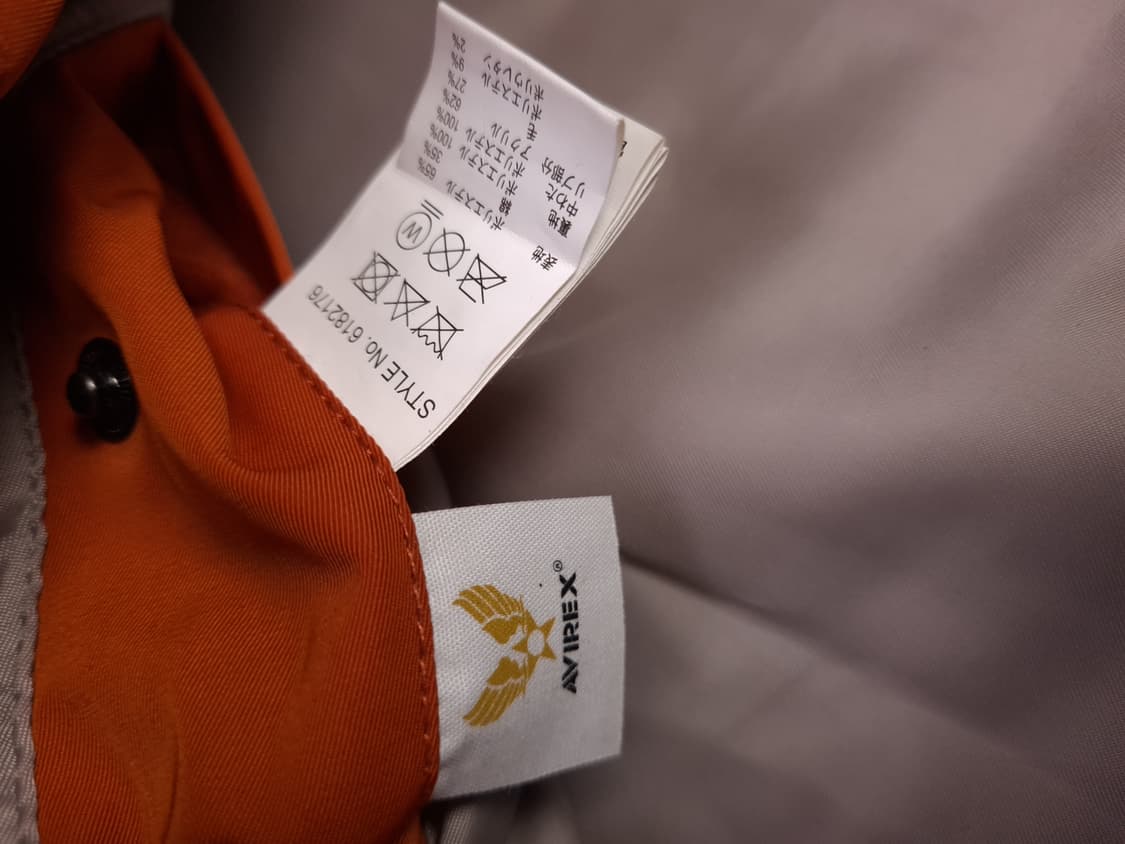 STYLE No. 6182176
W
表地 ポリエステル 65%
綿 35%
裏地 ポリエステル 100%
中わた ポリエステル 100%
リブ部分 アクリル 62%
毛 27%
ポリエステル 9%
ポリウレタン 2%
AVIREX®